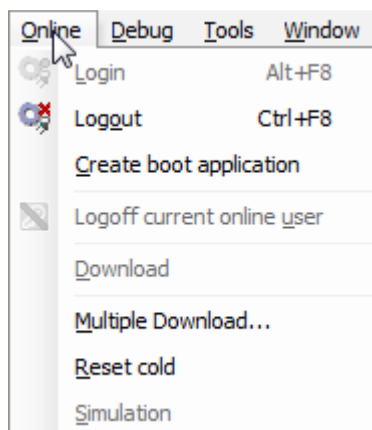 Online Debug Tools Window
Login Alt+F8
Logout Ctrl+F8
Create boot application
Logoff current online user
Download
Multiple Download...
Reset cold
Simulation